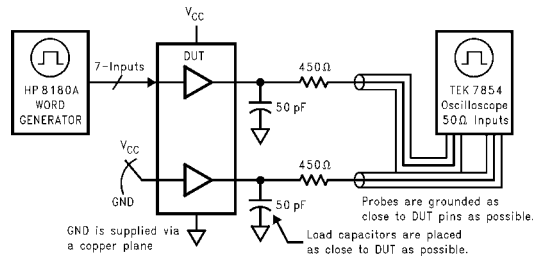 V_CC
DUT
7-Inputs
HP8180A
WORD
GENERATOR
450Ω
50 pF
TEK 7854
Oscilloscope
50Ω Inputs
V_CC
GND
450Ω
50 pF
GND is supplied via
a copper plane
Probes are grounded as
close to DUT pins as possible.
Load capacitors are placed
as close to DUT as possible.